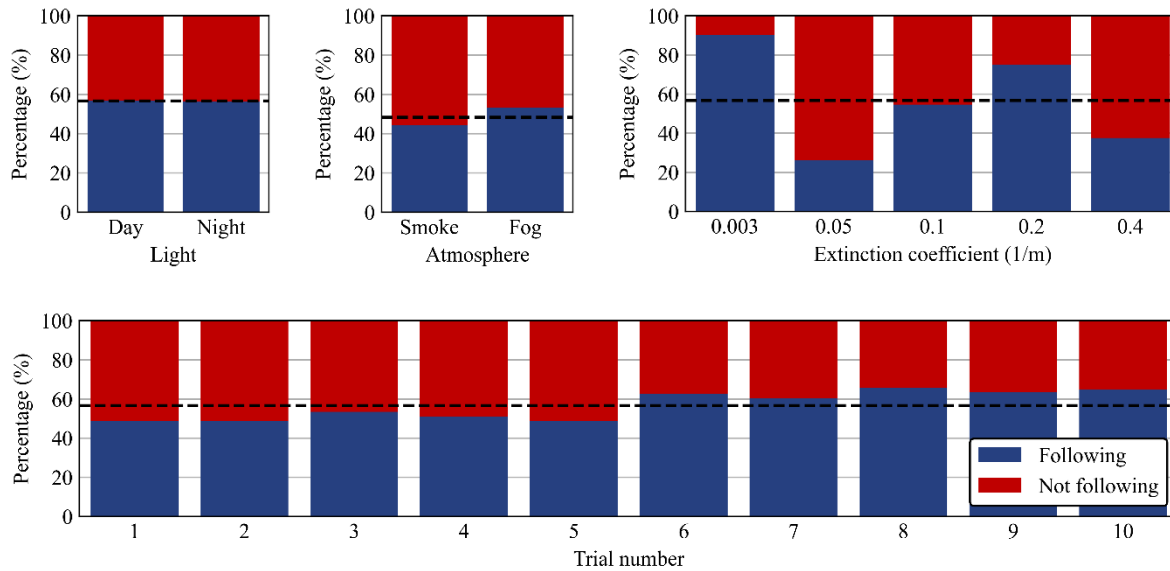 Percentage (%)
100
80
60
40
20
0
Day Night
Light
Percentage (%)
100
80
60
40
20
0
Smoke Fog
Atmosphere
Percentage (%)
100
80
60
40
20
0
0.003 0.05 0.1 0.2 0.4
Extinction coefficient (1/m)
Percentage (%)
100
80
60
40
20
0
Following
Not following
1 2 3 4 5 6 7 8 9 10
Trial number